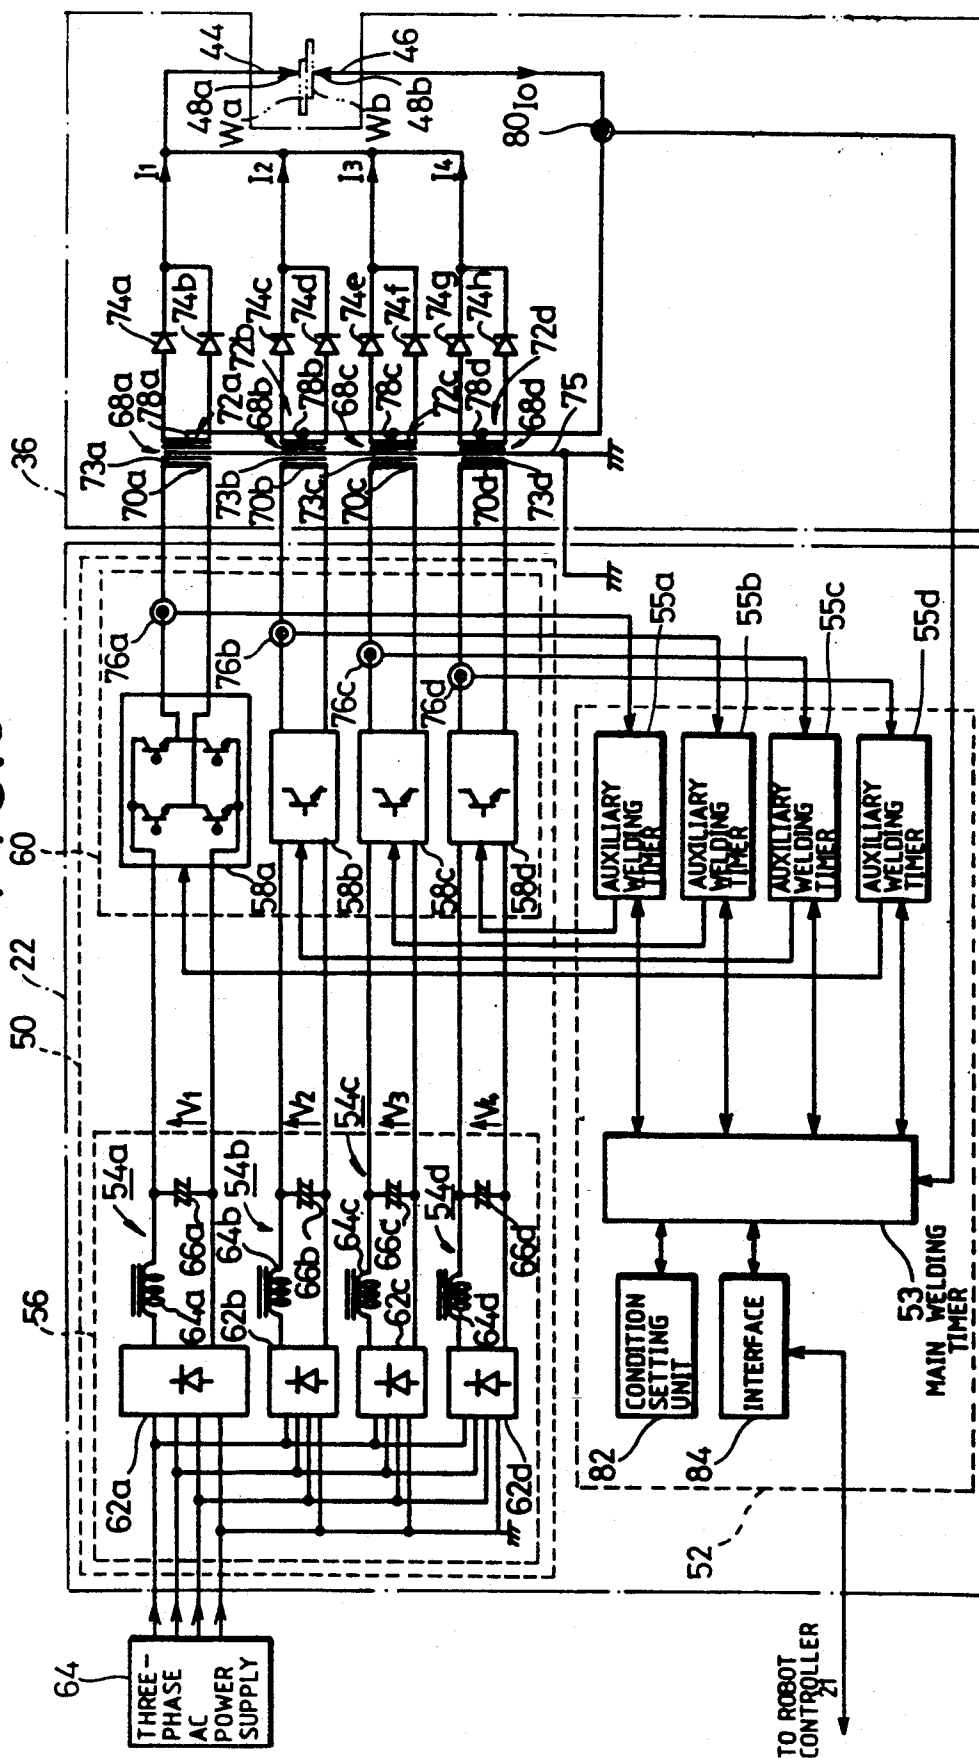 50
22
60
36
56
54a
54b
54c
54d
V1
V2
V3
V4
62a
62b
62c
62d
64a
64b
64c
64d
66a
66b
66c
66d
58a
58b
58c
58d
76a
76b
76c
76d
73a
70a
68a
78a
72a
73b
70b
68b
72b
78b
73c
70c
68c
78c
72c
70d
73d
78d
68d
72d
75
74a
74b
74c
74d
74e
74f
74g
74h
I1
I2
I3
I4
44
48a
Wa
Wb
48b
46
80
Io
64
THREE-
PHASE
AC
POWER
SUPPLY
AUXILIARY
WELDING
TIMER
55a
AUXILIARY
WELDING
TIMER
55b
AUXILIARY
WELDING
TIMER
55c
AUXILIARY
WELDING
TIMER
55d
CONDITION
SETTING
UNIT
82
INTERFACE
84
53
MAIN WELDING
TIMER
52
TO ROBOT
CONTROLLER
21